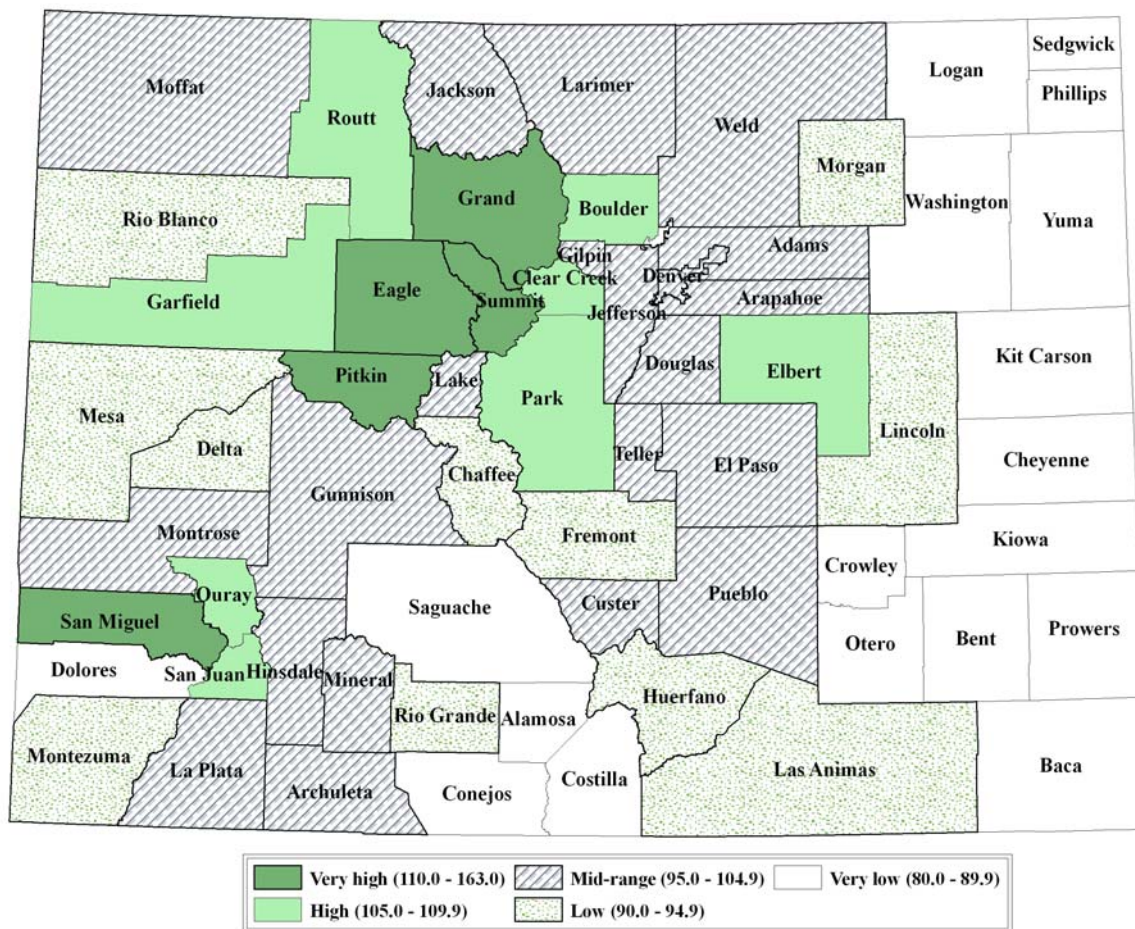 Sedgwick
Logan
Moffat
Jackson
Larimer
Phillips
Routt
Weld
Morgan
Grand
Washington
Rio Blanco
Boulder
Yuma
Gilpin
Adams
Clear Creek
Denver
Eagle
Garfield
Summit
Arapahoe
Jefferson
Kit Carson
Douglas
Elbert
Pitkin
Lake
Park
Mesa
Lincoln
Delta
Teller
El Paso
Cheyenne
Chaffee
Gunnison
Montrose
Fremont
Kiowa
Crowley
Ouray
Pueblo
Saguache
Custer
San Miguel
Otero
Bent
Prowers
Dolores
San Juan
Hinsdale
Mineral
Huerfano
Rio Grande
Alamosa
Montezuma
La Plata
Las Animas
Baca
Costilla
Archuleta
Conejos
Very high (110.0 - 163.0)
Mid-range (95.0 - 104.9)
Very low (80.0 - 89.9)
High (105.0 - 109.9)
Low (90.0 - 94.9)